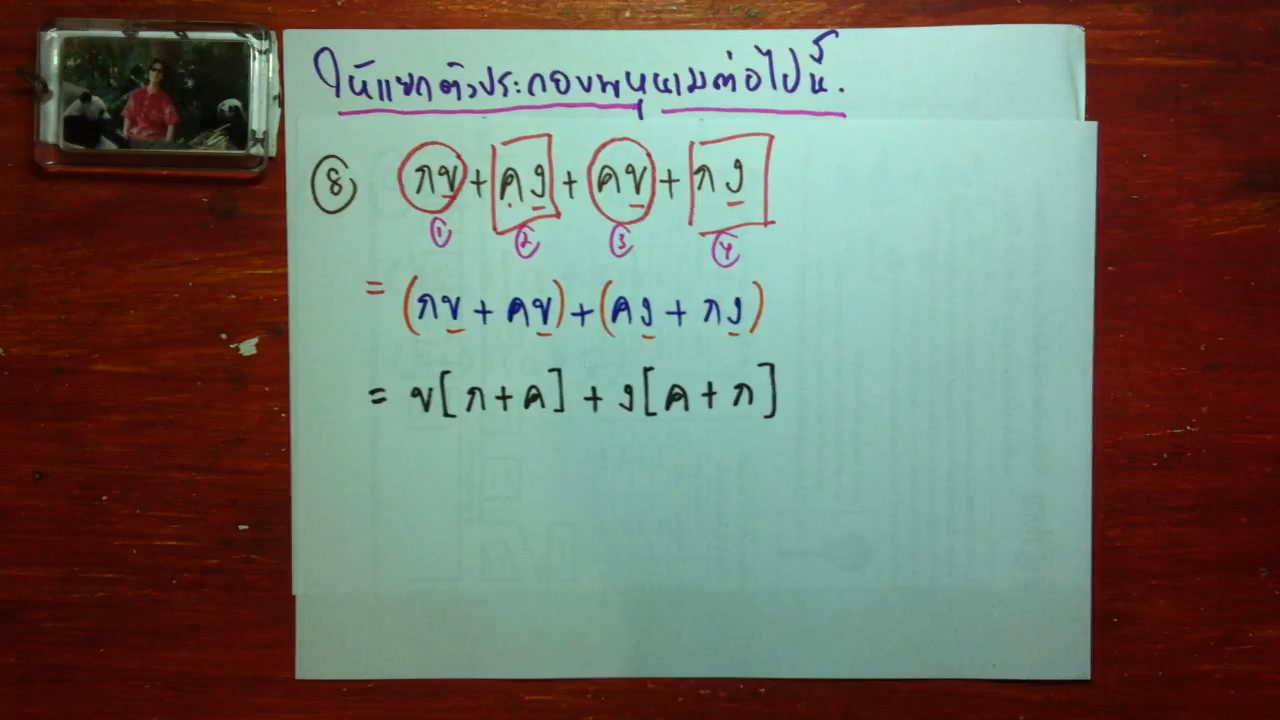 ให้แยกตัวประกอบพหุนามต่อไปนี้.
⑧ กข + คง + คข + กง
① ② ③ ④
= (กข + คข) + (คง + กง)
= ข[ก + ค] + ง[ค + ก]